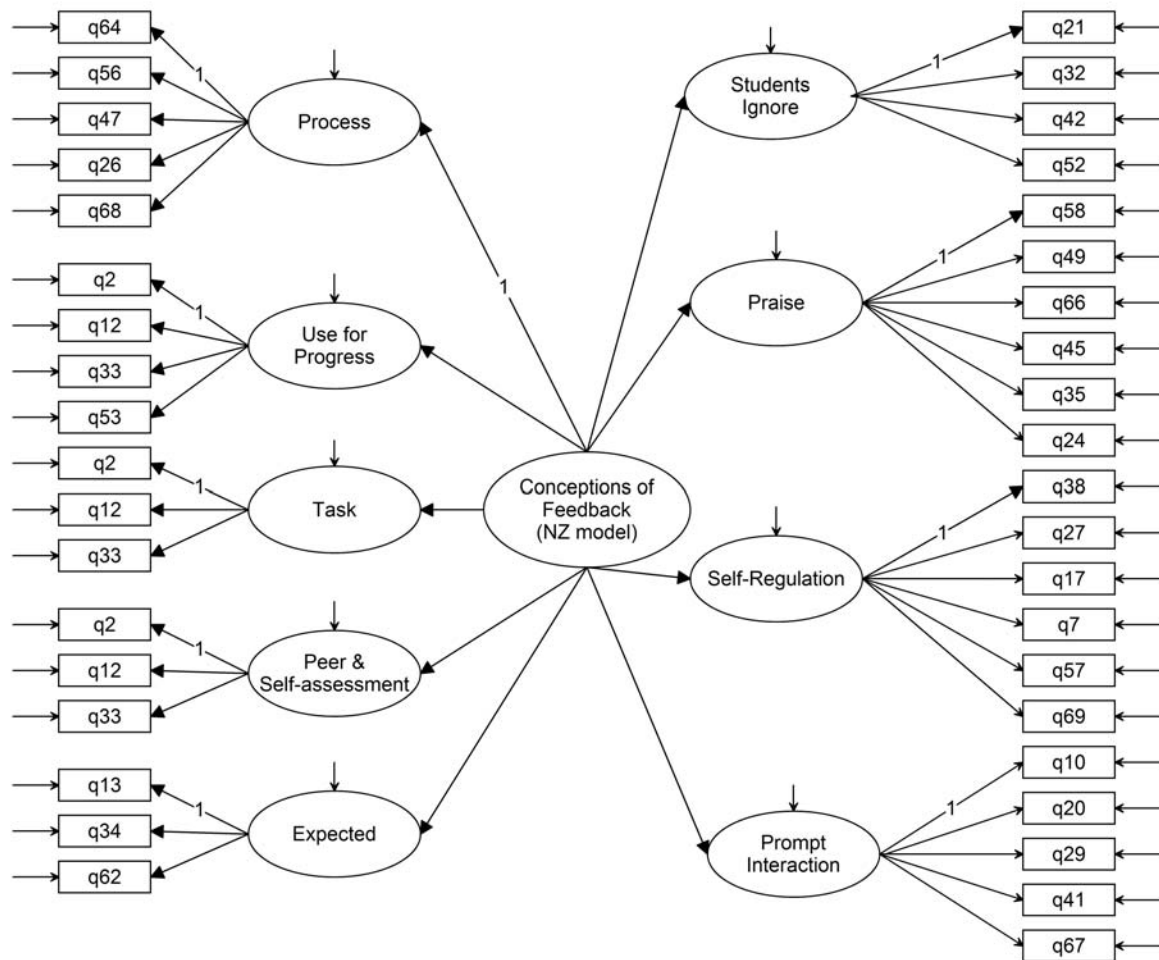 q64
q56
q47
q26
q68
1
Process
q2
q12
q33
q53
1
Use for
Progress
q2
q12
q33
1
Task
q2
q12
q33
1
Peer &
Self-assessment
q13
q34
q62
1
Expected
1
Conceptions of
Feedback
(NZ model)
Students
Ignore
1
q21
q32
q42
q52
Praise
1
q58
q49
q66
q45
q35
q24
Self-Regulation
1
q38
q27
q17
q7
q57
q69
Prompt
Interaction
1
q10
q20
q29
q41
q67